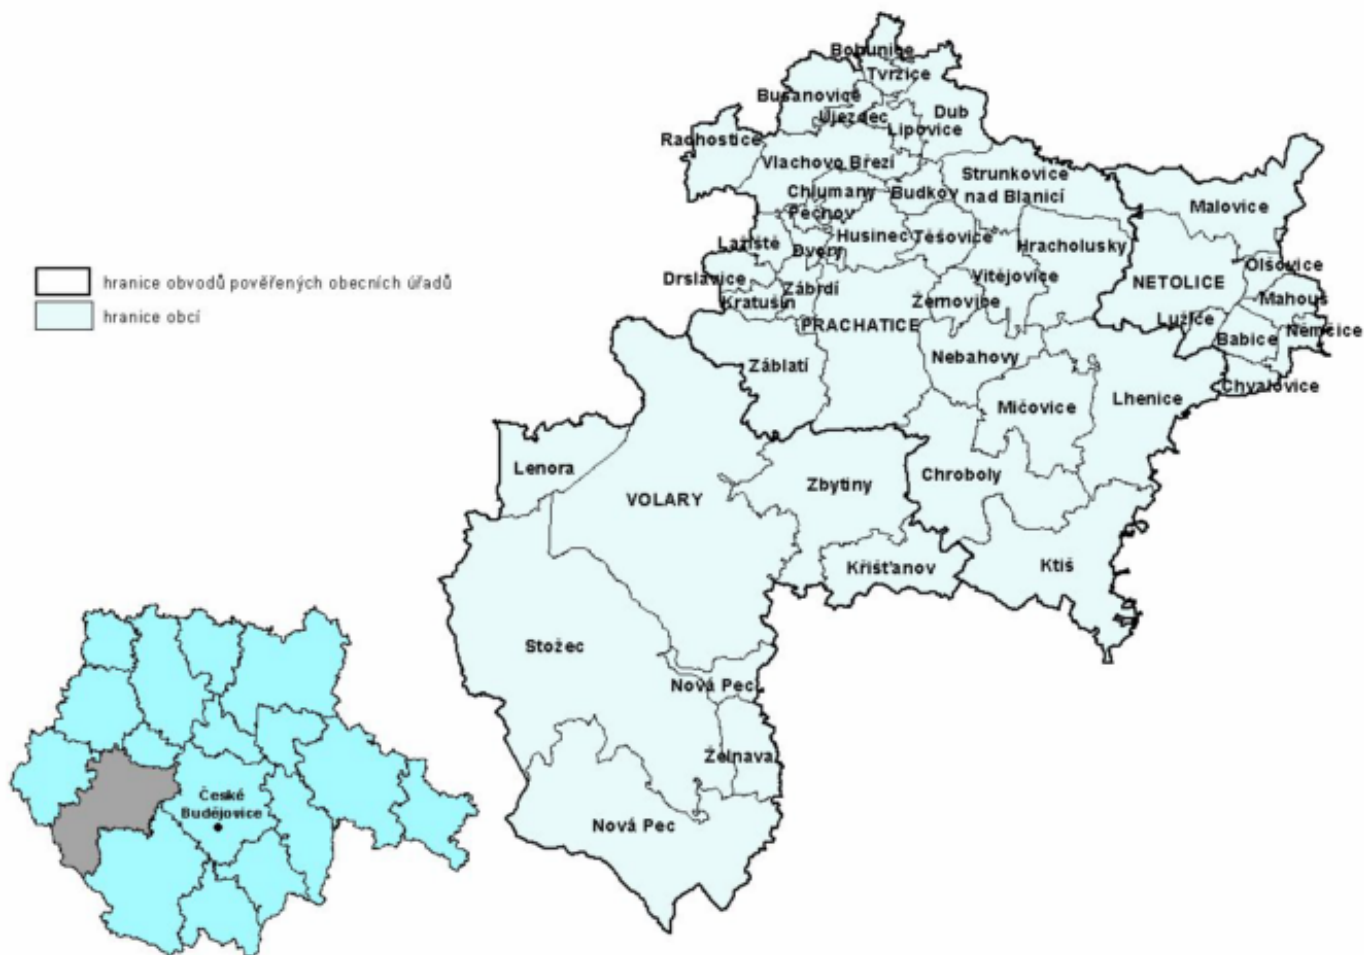 Bohunice
Tvrzice
Bušanovice
Dub
Újezdec
Lipovice
Radhostice
Vlachovo Březí
Strunkovice
nad Blanicí
Chlumany
Budkov
Malovice
Pěčnov
Husinec
Těšovice
Lažiště
Hracholusky
Dvory
Olšovice
Vitějovice
Drslavice
Zábrdí
NETOLICE
Kratušín
Žernovice
Mahouš
Lužice
PRACHATICE
Němčice
Babice
Nebahovy
Záblatí
Chvalovice
Lhenice
Mičovice
Lenora
Chroboly
Zbytiny
VOLARY
Křišťanov
Ktiš
Stožec
Nová Pec
Želnava
Nová Pec
hranice obvodů pověřených obecních úřadů
hranice obcí
České
Budějovice